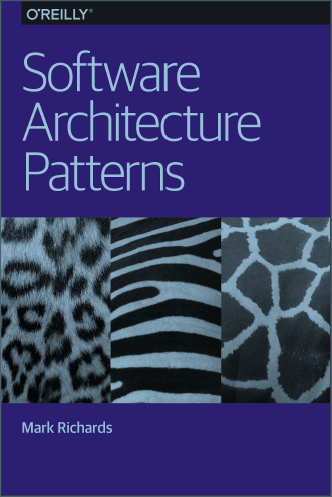 O'REILLY®
Software
Architecture
Patterns
Mark Richards